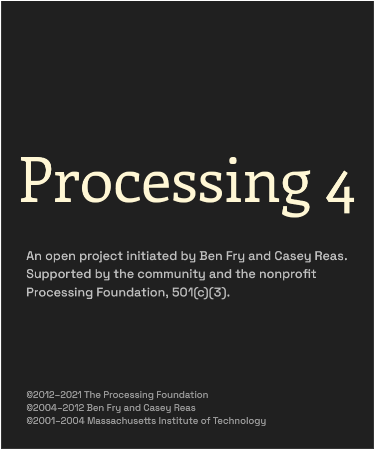 Processing 4
An open project initiated by Ben Fry and Casey Reas.
Supported by the community and the nonprofit
Processing Foundation, 501(c)(3).
©2012–2021 The Processing Foundation
©2004–2012 Ben Fry and Casey Reas
©2001–2004 Massachusetts Institute of Technology